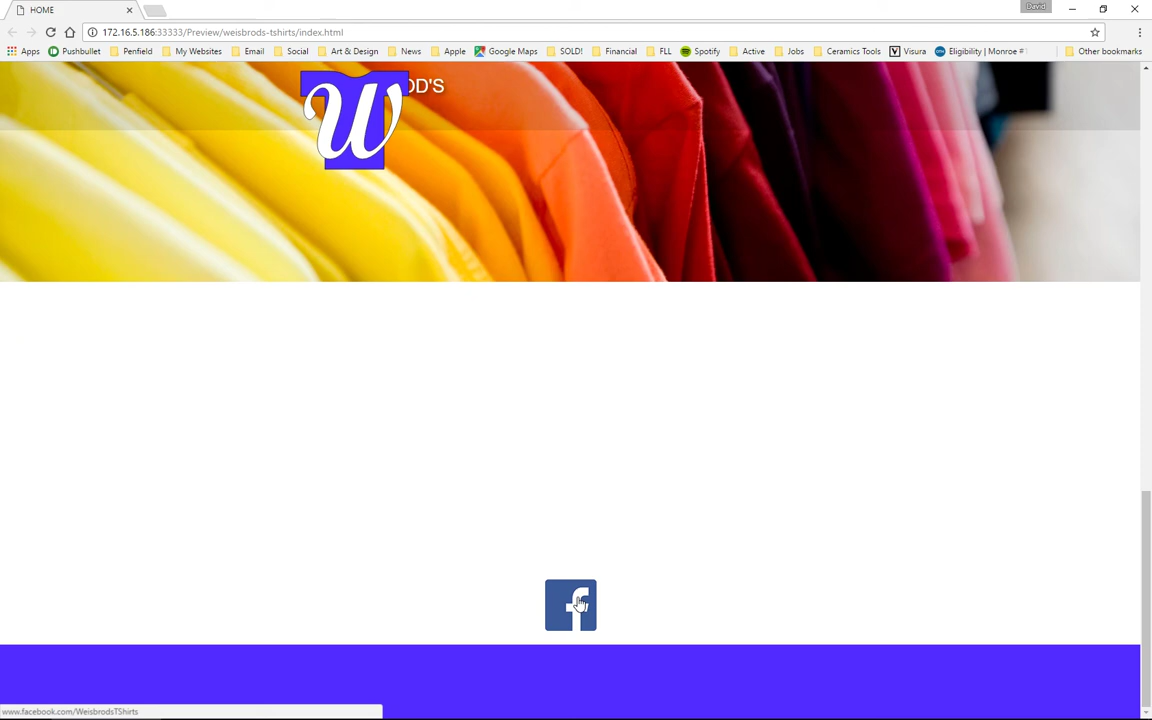 HOME
David
172.16.5.186:33333/Preview/weisbrods-tshirts/index.html
Apps Pushbullet Penfield My Websites Email Social Art & Design News Apple Google Maps SOLD! Financial FLL Spotify Active Jobs Ceramics Tools V Visura Eligibility | Monroe # Other bookmarks
W OD'S
f
www.facebook.com/WeisbrodsTShirts